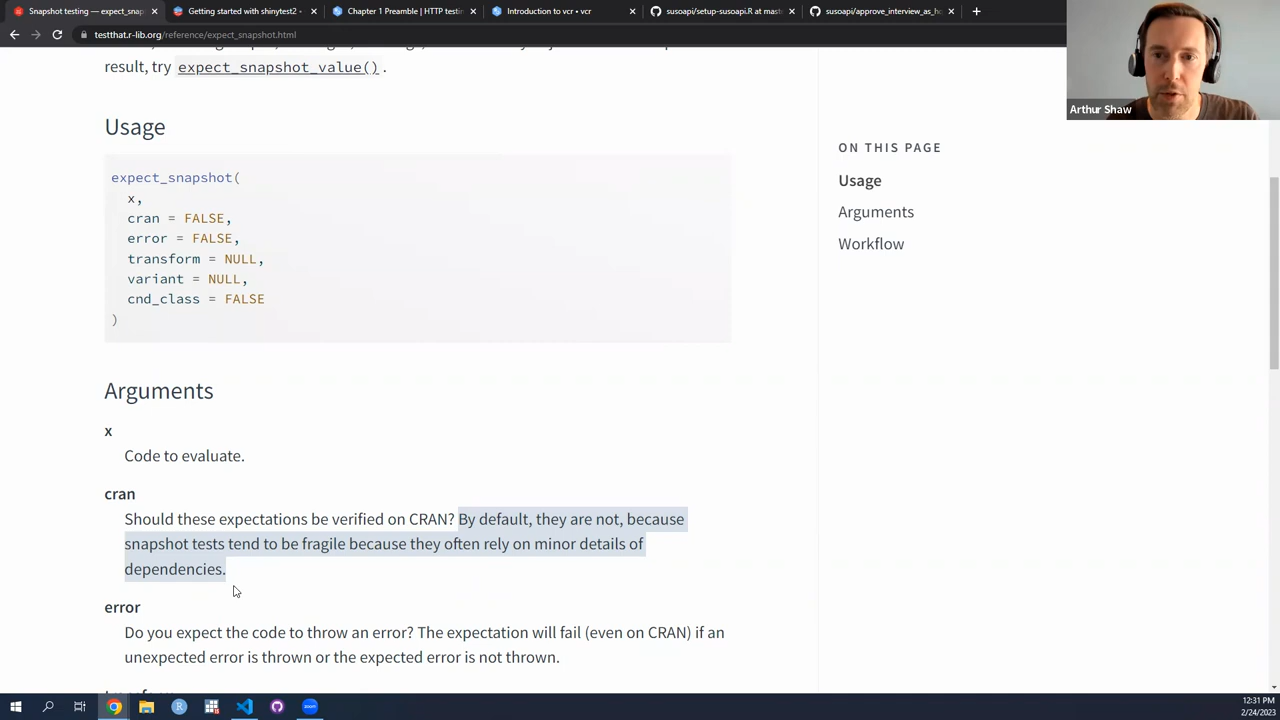 Snapshot testing — expect_snap
Getting started with shinytest2 •
Chapter 1 Preamble | HTTP testi
Introduction to vcr • vcr
susoapi/setup-susoapi.R at mast
susoapi/approve_interview_as_ho
testthat.r-lib.org/reference/expect_snapshot.html
result, try expect_snapshot_value() .
Usage
expect_snapshot(
x,
cran = FALSE,
error = FALSE,
transform = NULL,
variant = NULL,
cnd_class = FALSE
)
Arguments
x
Code to evaluate.
cran
Should these expectations be verified on CRAN? By default, they are not, because
snapshot tests tend to be fragile because they often rely on minor details of
dependencies.
error
Do you expect the code to throw an error? The expectation will fail (even on CRAN) if an
unexpected error is thrown or the expected error is not thrown.
ON THIS PAGE
Usage
Arguments
Workflow
Arthur Shaw
zoom
12:31 PM
2/24/2023